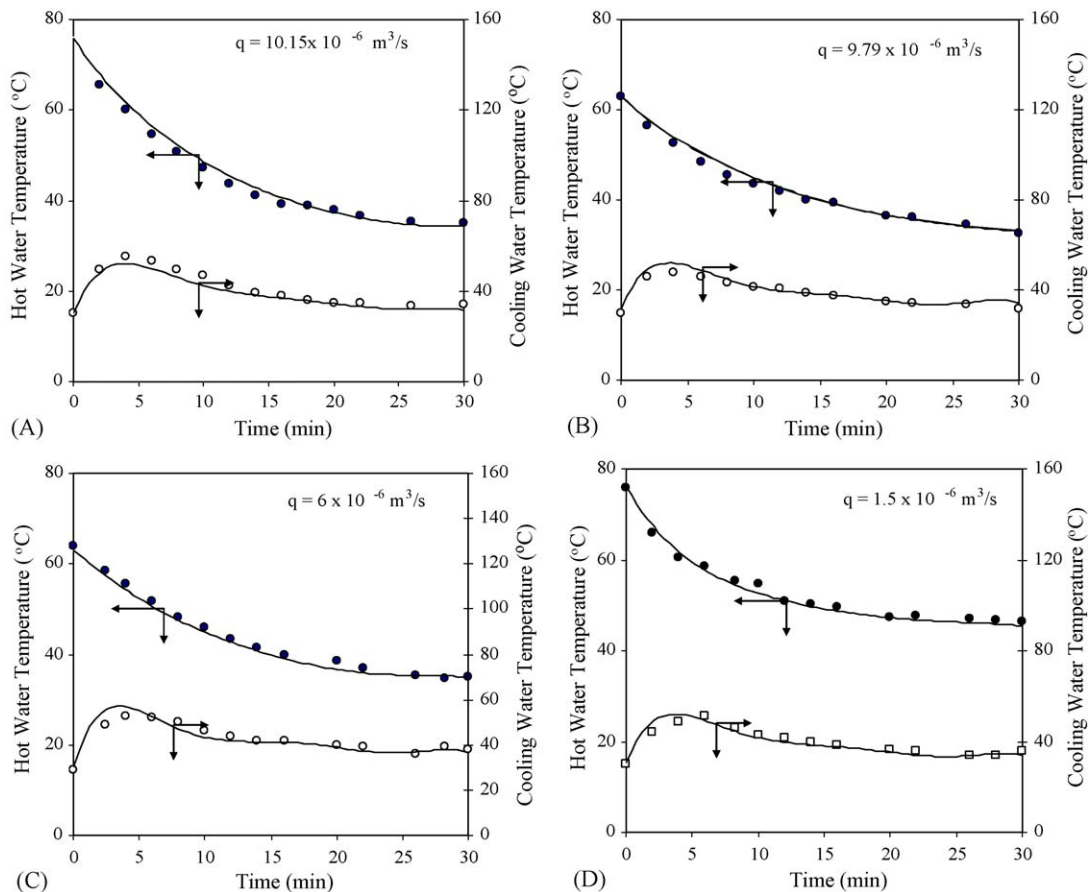 q = 10.15x 10 -6 m3/s
Hot Water Temperature (°C)
80
60
40
20
0
160
120
80
40
0
Cooling Water Temperature (°C)
0 5 10 15 20 25 30
Time (min)
(A)
q = 9.79 x 10 -6 m3/s
Hot Water Temperature (°C)
80
60
40
20
0
160
120
80
40
0
Cooling Water Temperature (°C)
0 5 10 15 20 25 30
Time (min)
(B)
q = 6 x 10 -6 m3/s
Hot Water Temperature (°C)
80
60
40
20
0
160
140
120
100
80
60
40
20
0
Cooling Water Temperature (°C)
0 5 10 15 20 25 30
Time (min)
(C)
q = 1.5 x 10 -6 m3/s
Hot Water Temperature (°C)
80
60
40
20
0
160
120
80
40
0
Cooling Water Temperature (°C)
0 5 10 15 20 25 30
Time (min)
(D)